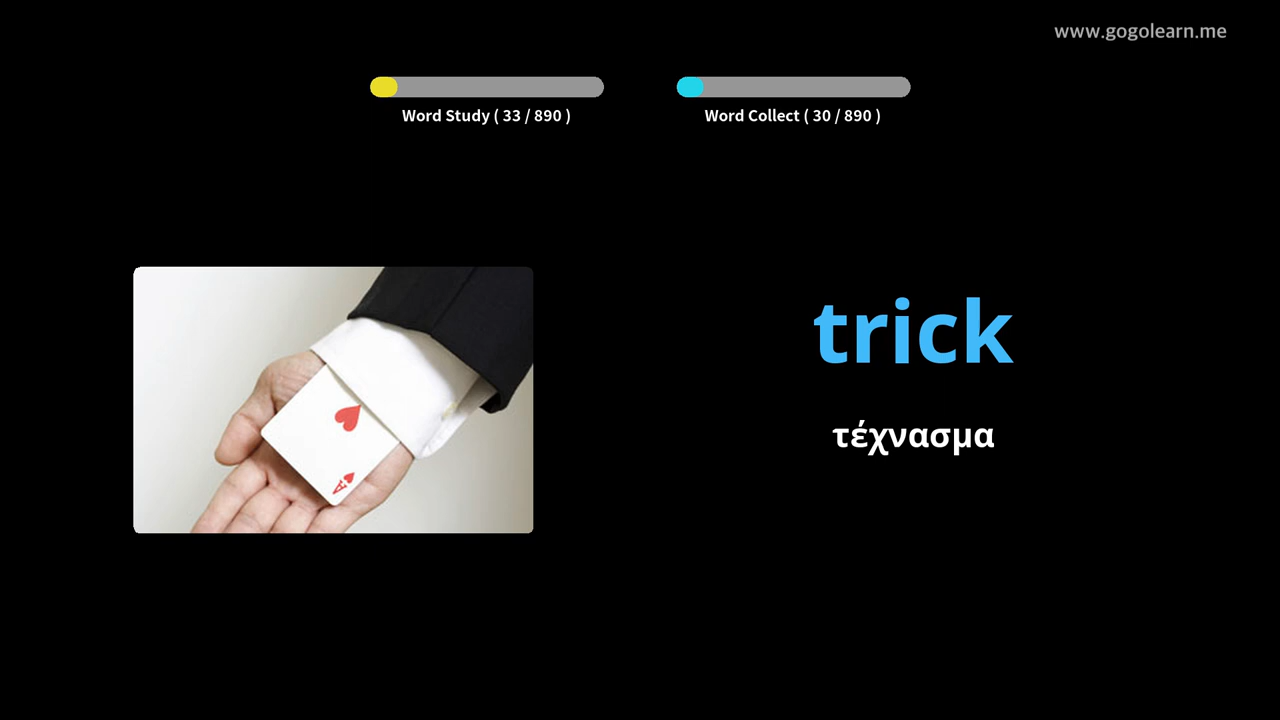 www.gogolearn.me
Word Study ( 33 / 890 )
Word Collect ( 30 / 890 )
A
trick
τέχνασμα